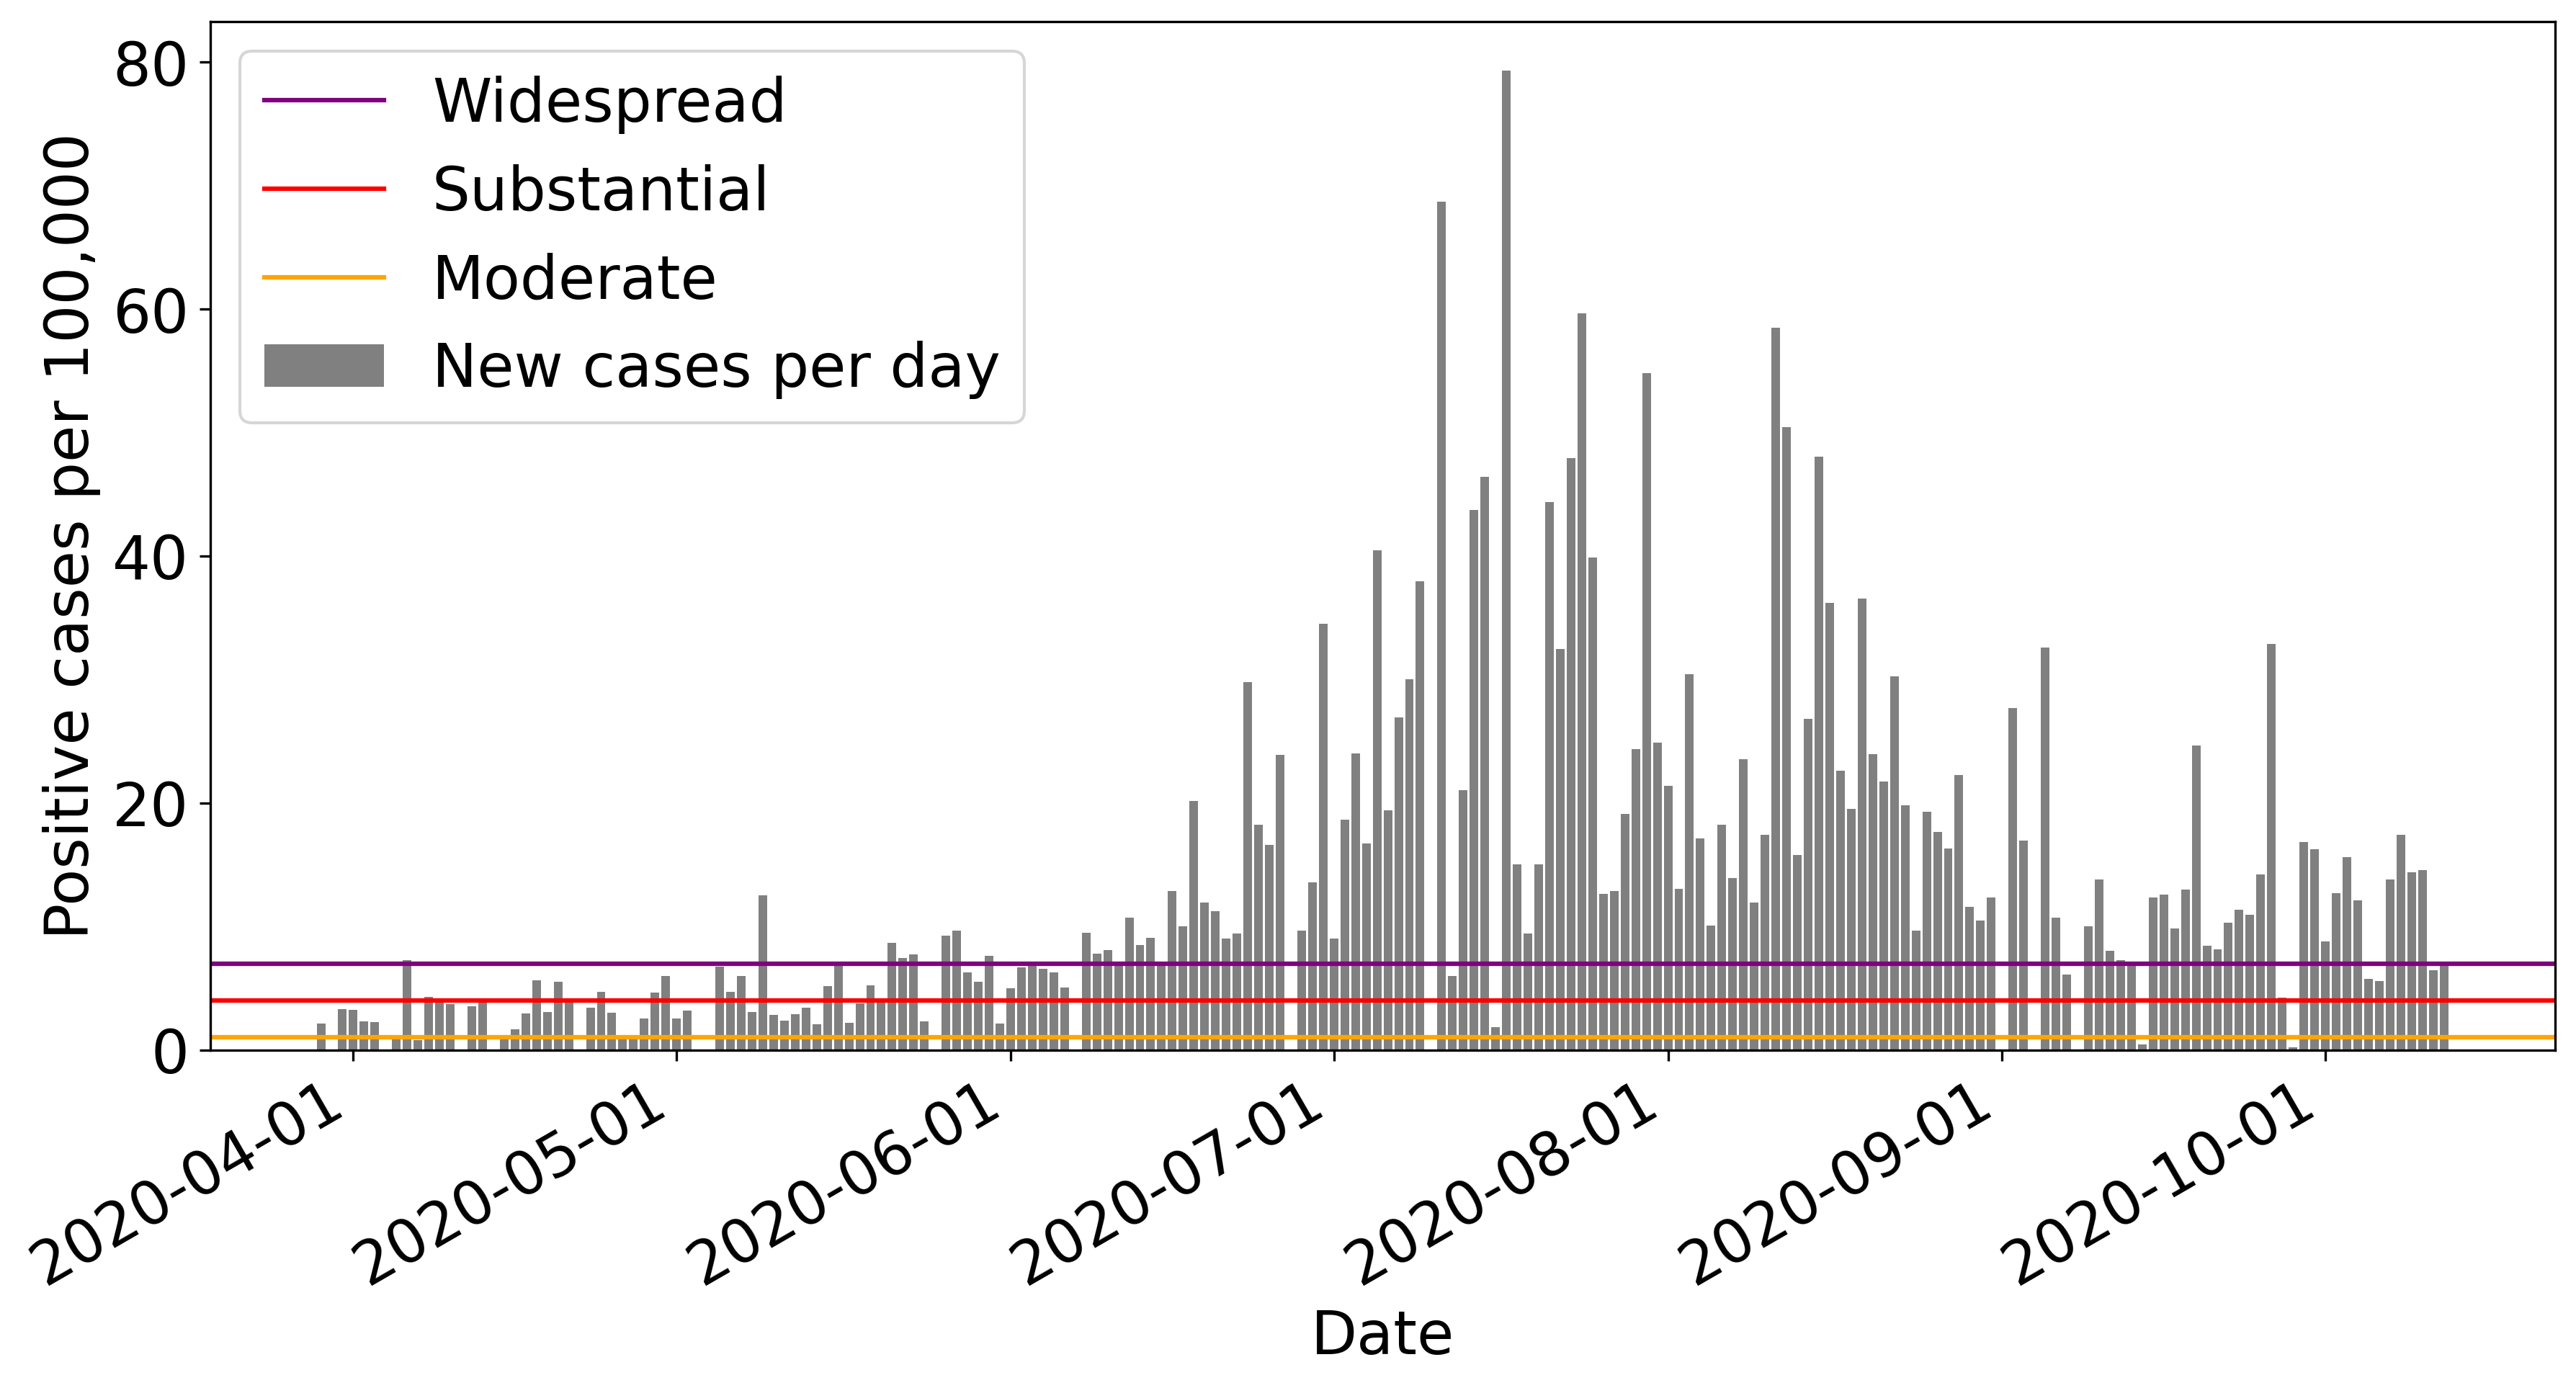 Positive cases per 100,000
80
60
40
20
0
Widespread
Substantial
Moderate
New cases per day
2020-04-01
2020-05-01
2020-06-01
2020-07-01
2020-08-01
2020-09-01
2020-10-01
Date